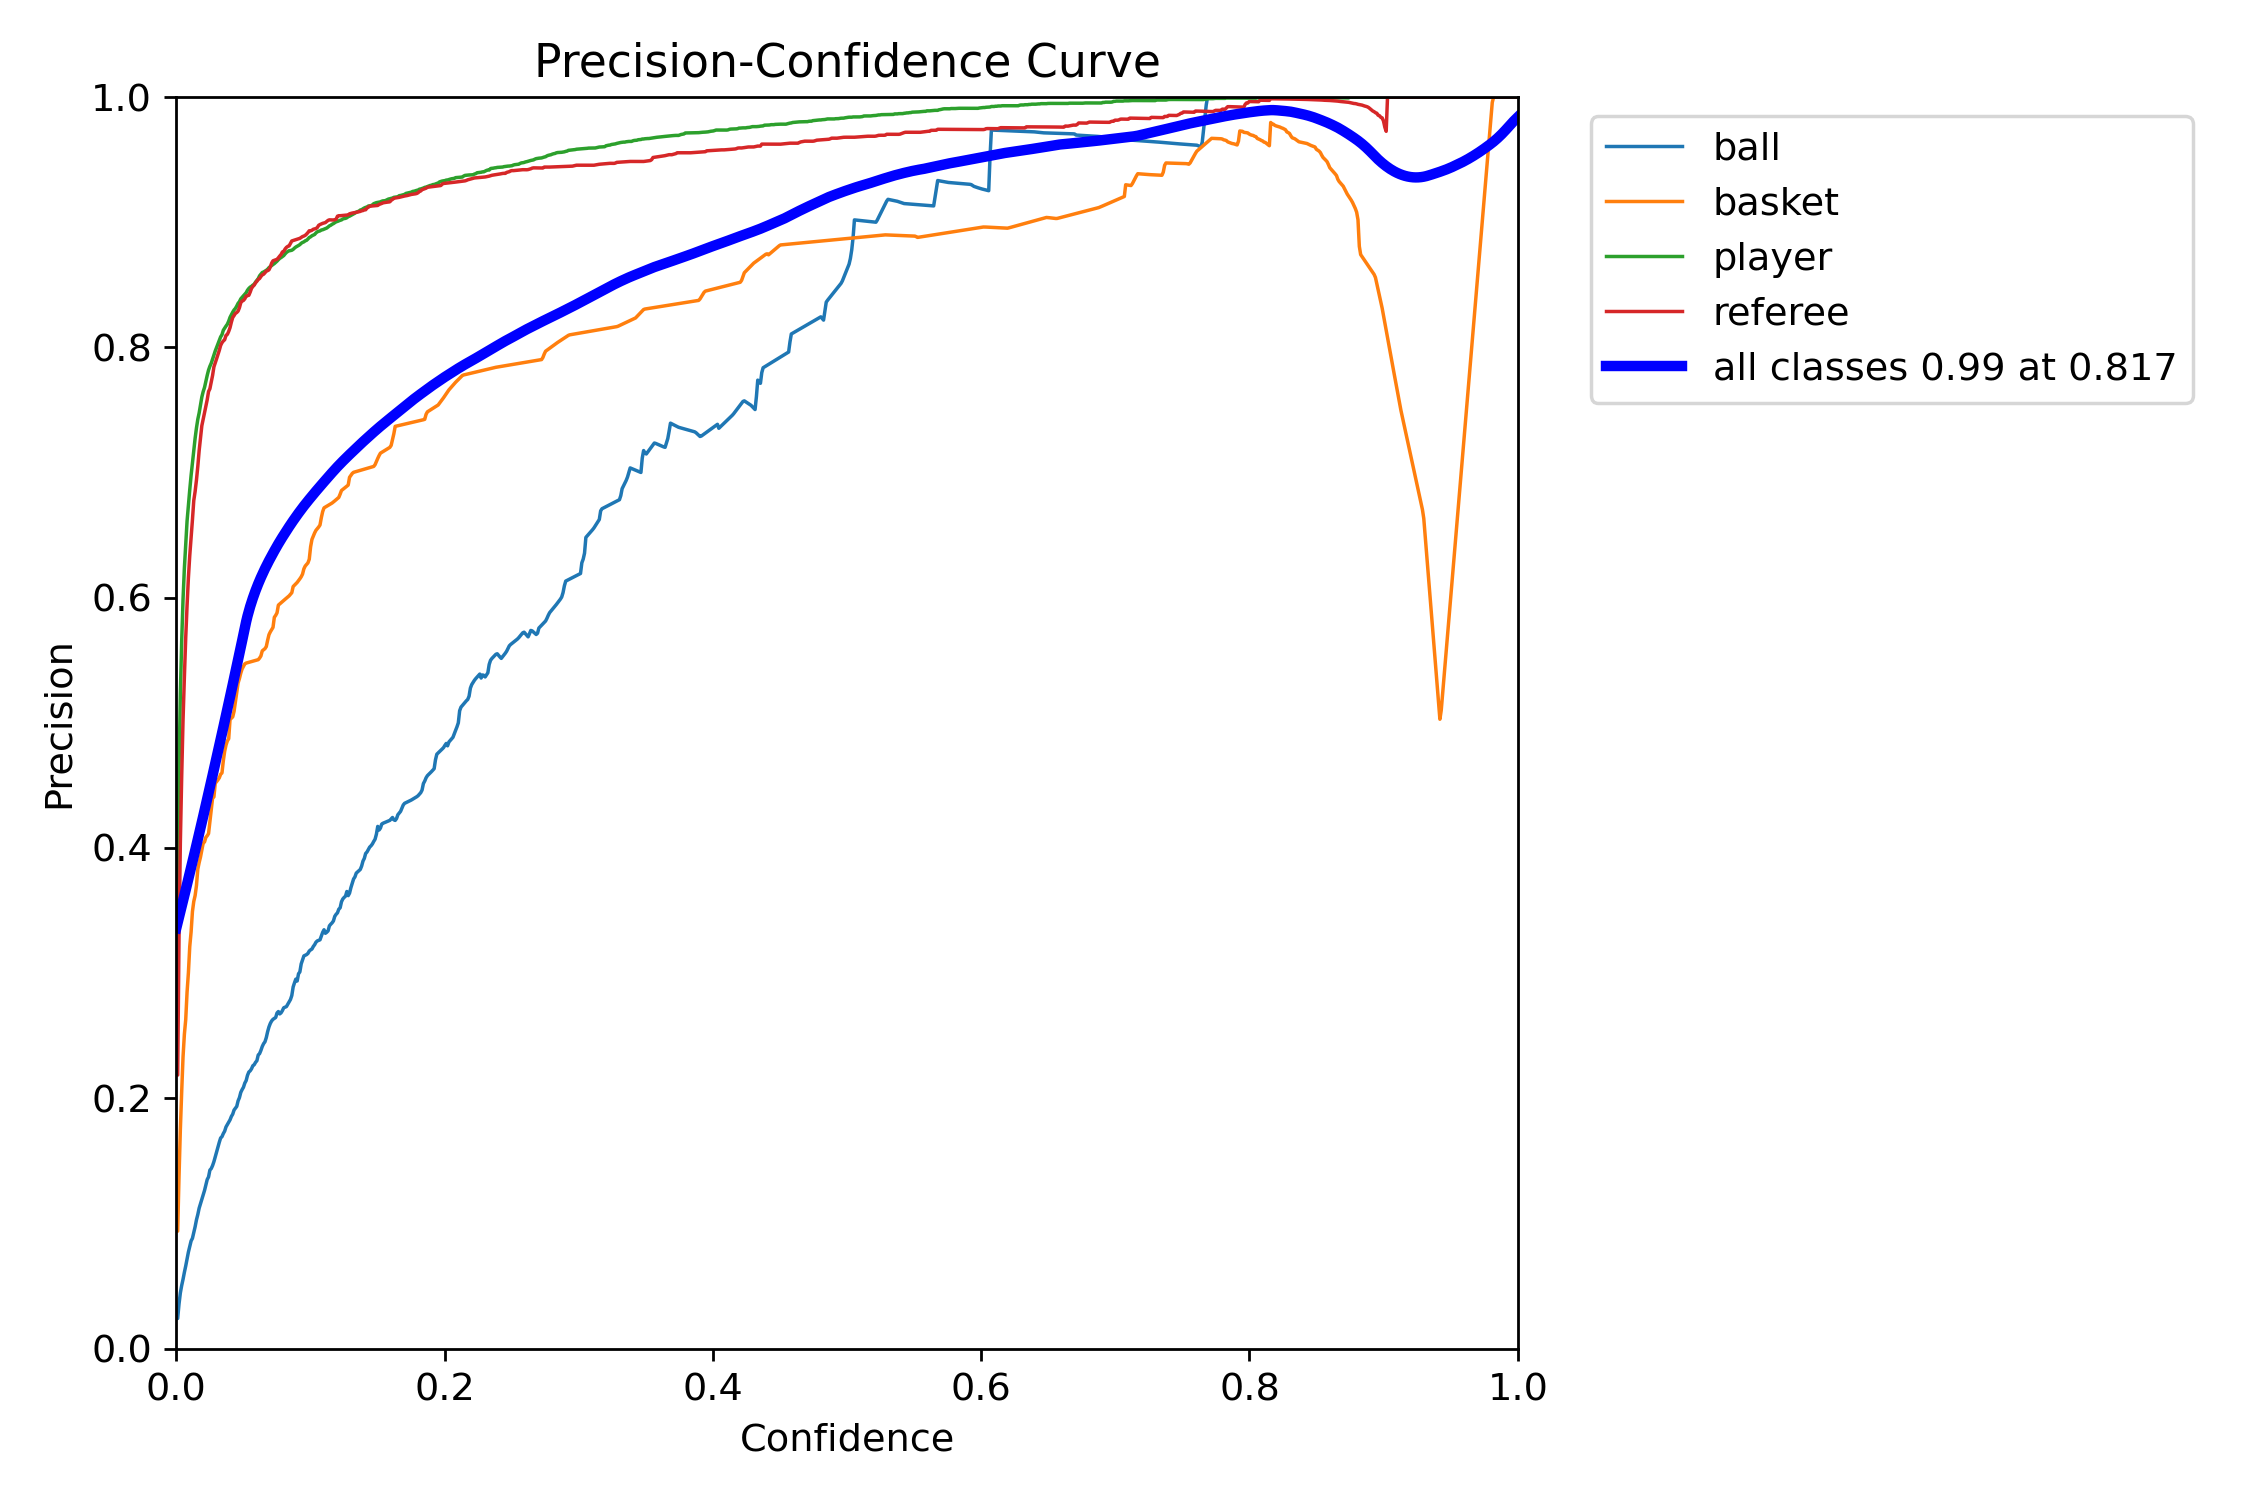 Precision-Confidence Curve
1.0
0.8
0.6
0.4
0.2
0.0
Precision
0.0 0.2 0.4 0.6 0.8 1.0
Confidence
ball
basket
player
referee
all classes 0.99 at 0.817